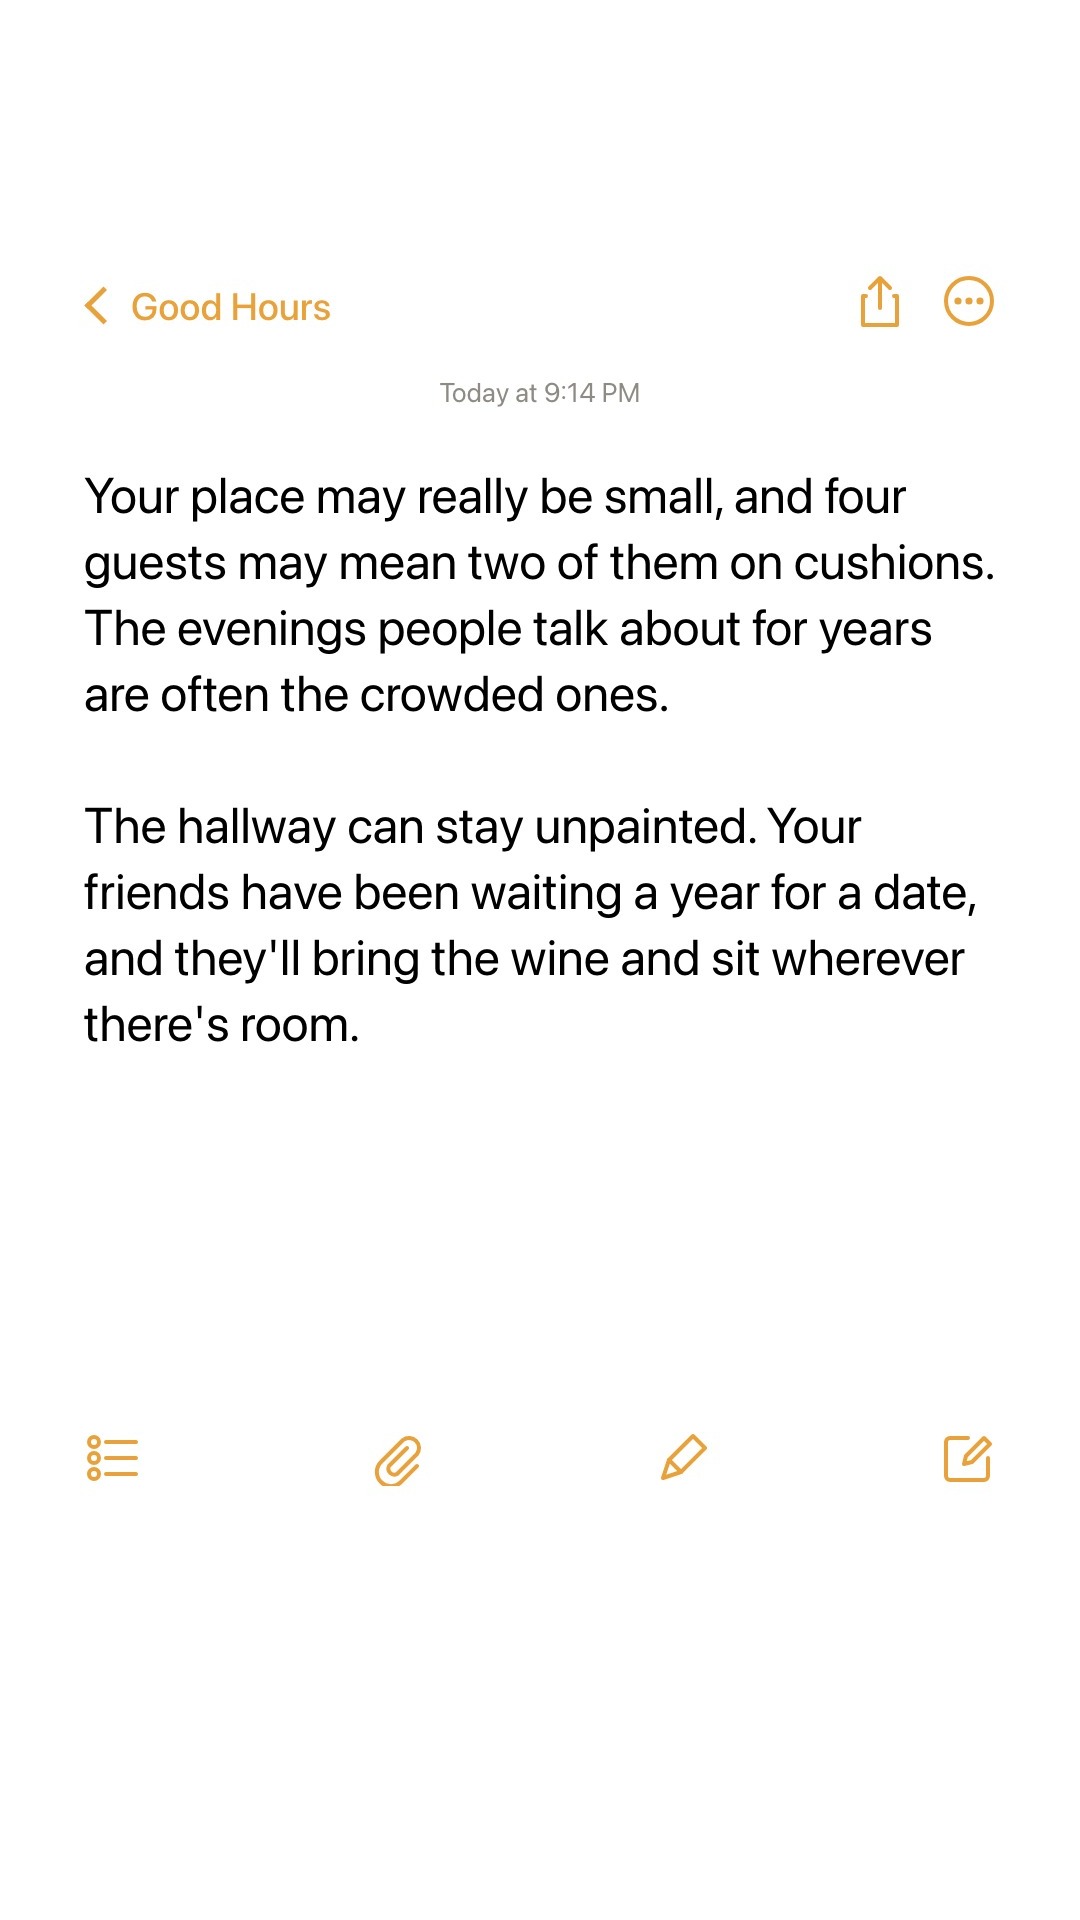 Good Hours
Today at 9:14 PM
Your place may really be small, and four
guests may mean two of them on cushions.
The evenings people talk about for years
are often the crowded ones.
The hallway can stay unpainted. Your
friends have been waiting a year for a date,
and they'll bring the wine and sit wherever
there's room.